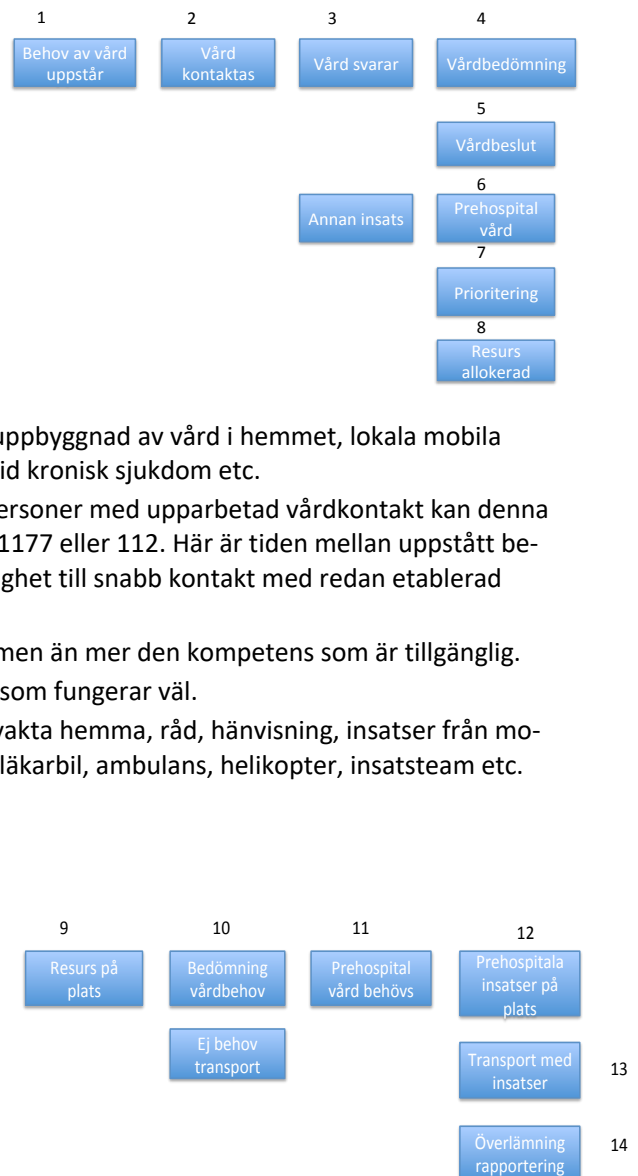 1 2 3 4
Behov av vård
uppstår
Vård
kontaktas
Vård svarar
Vårdbedömning
5
Vårdbeslut
6
Annan insats
Prehospital
vård
7
Prioritering
8
Resurs
allokerad
uppbyggnad av vård i hemmet, lokala mobila
id kronisk sjukdom etc.
ersoner med upparbetad vårdkontakt kan denna
1177 eller 112. Här är tiden mellan uppstått be-
ghet till snabb kontakt med redan etablerad
men än mer den kompetens som är tillgänglig.
som fungerar väl.
vakta hemma, råd, hänvisning, insatser från mo-
läkarbil, ambulans, helikopter, insatsteam etc.
9 10 11 12
Resurs på
plats
Bedömning
vårdbehov
Prehospital
vård behövs
Prehospitala
insatser på
plats
Ej behov
transport
Transport med
insatser
13
Överlämning
rapportering
14